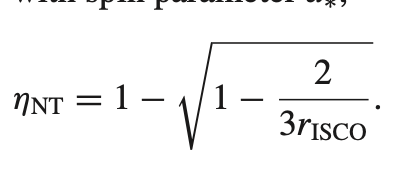 with spin parameter a∗,
η_NT = 1 − √(1 − 2/(3r_ISCO)).